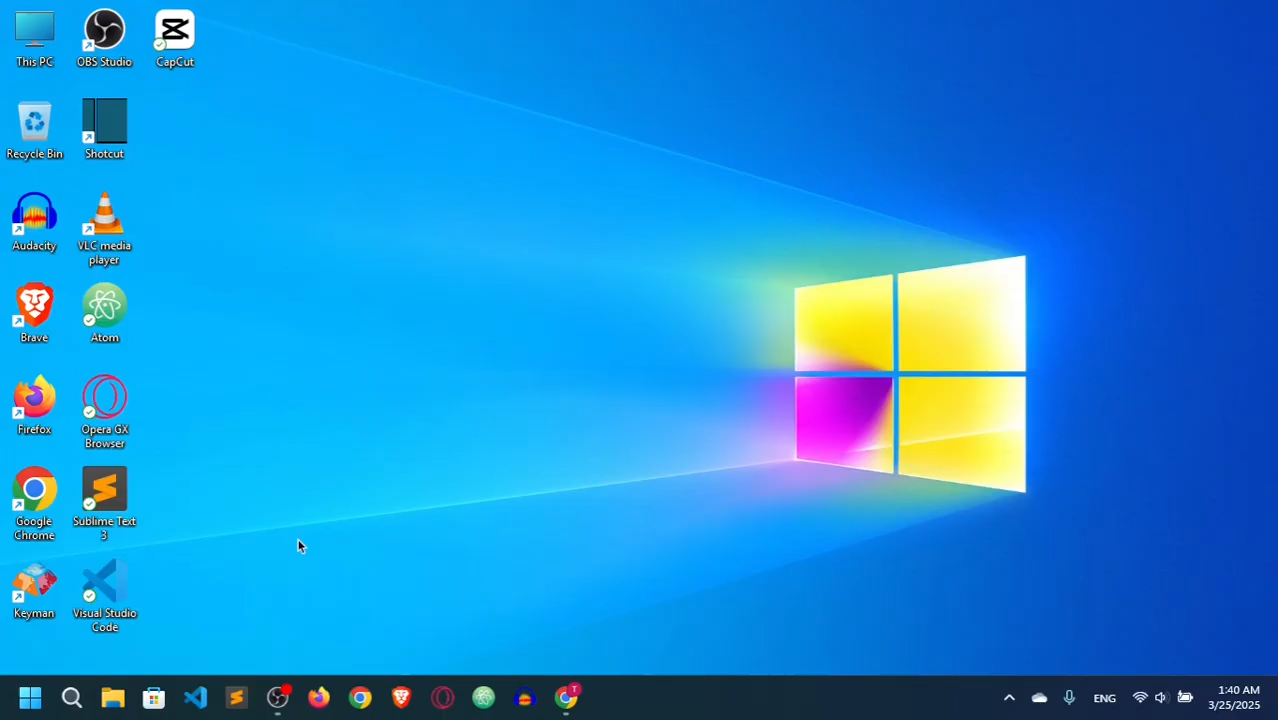 This PC
OBS Studio
CapCut
Recycle Bin
Shotcut
Audacity
VLC media
player
Brave
Atom
Firefox
Opera GX
Browser
Google
Chrome
Sublime Text
3
Keyman
Visual Studio
Code
T
ENG
1:40 AM
3/25/2025